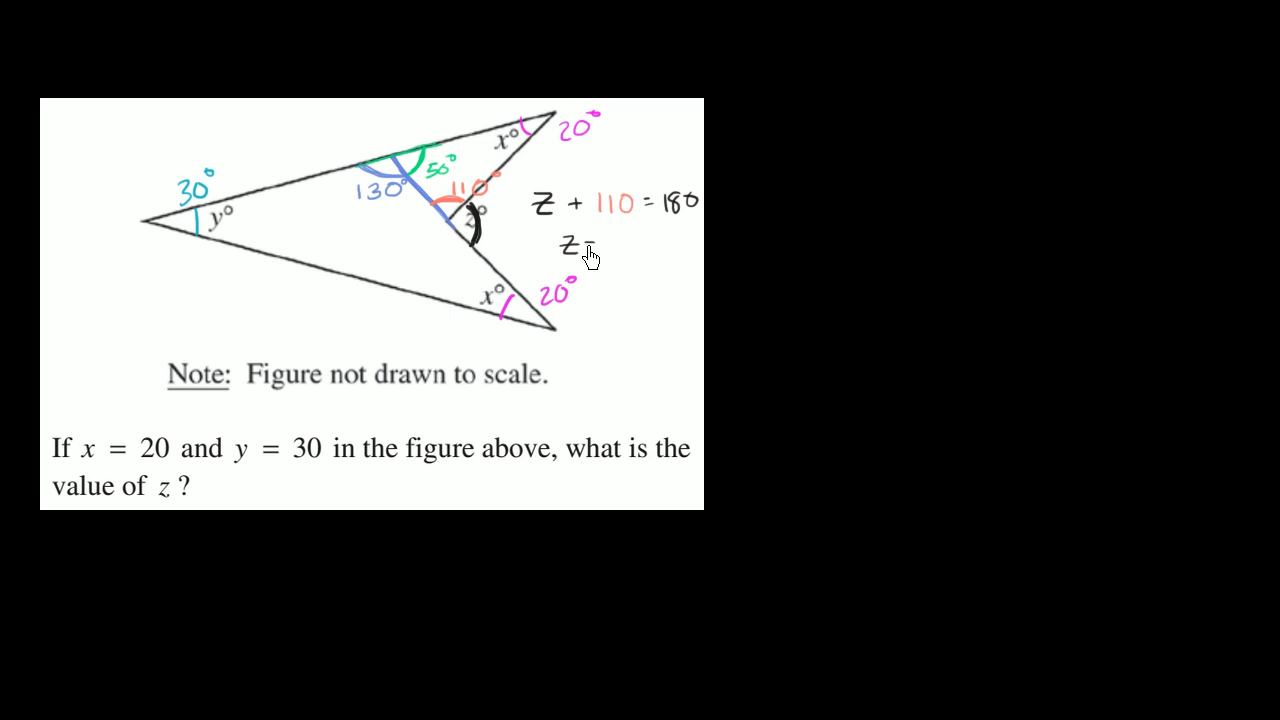 20°
x°
50°
30°
130°
110°
y°
z°
z + 110 = 180
z =
x°
20°
Note: Figure not drawn to scale.
If x = 20 and y = 30 in the figure above, what is the
value of z ?